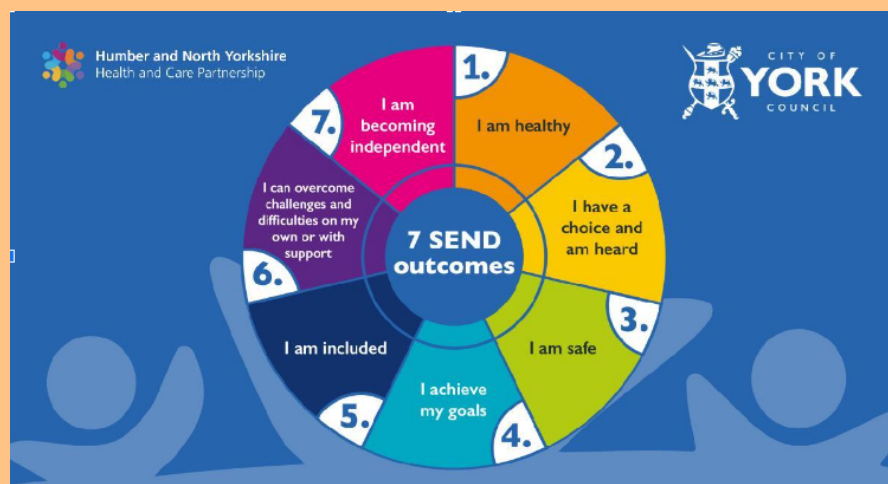 Humber and North Yorkshire
Health and Care Partnership
CITY OF
YORK
COUNCIL
7 SEND
outcomes
1.
I am healthy
2.
I have a
choice and
am heard
3.
I am safe
4.
I achieve
my goals
5.
I am included
6.
I can overcome
challenges and
difficulties on my
own or with
support
7.
I am
becoming
independent